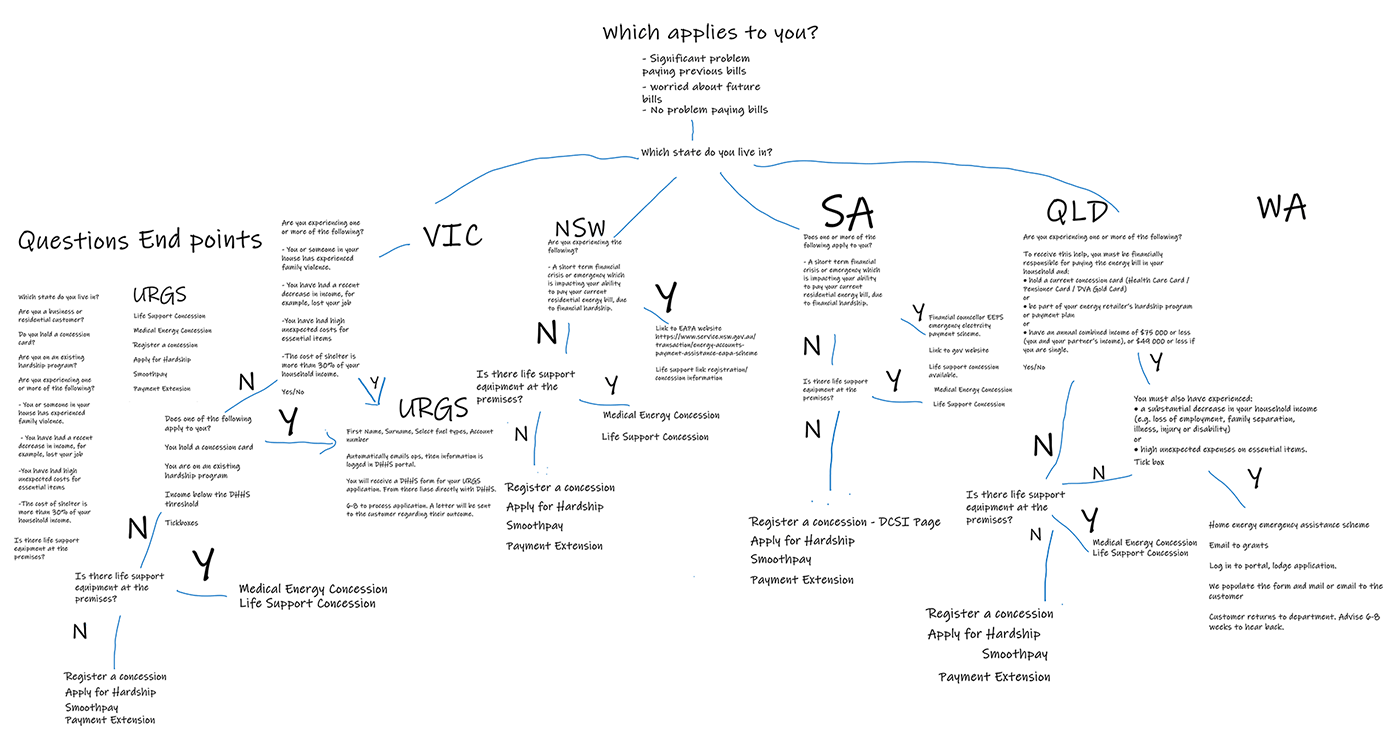 Which applies to you?
- Significant problem
paying previous bills
- worried about future
bills
- No problem paying bills
Which state do you live in?
Questions
Which state do you live in?
Are you a business or
residential customer?
Do you hold a concession
card?
Are you on an existing
hardship program?
Are you experiencing one
or more of the following?
- You or someone in your
house has experienced
family violence.
- You have had a recent
decrease in income, for
example, lost your job
-You have had high
unexpected costs for
essential items
-The cost of shelter is
more than 30% of your
household income.
Is there life support
equipment at the
premises?
End points
URGS
Life Support Concession
Medical Energy Concession
Register a concession
Apply for Hardship
Smoothpay
Payment Extension
VIC
Are you experiencing one
or more of the following?
- You or someone in your
house has experienced
family violence.
- You have had a recent
decrease in income, for
example, lost your job
-You have had high
unexpected costs for
essential items
-The cost of shelter is
more than 30% of your
household income.
Yes/No
N
Y
Does one of the following
apply to you?
You hold a concession card
You are on an existing
hardship program
Income below the DHHS
threshold
Tickboxes
Y
URGS
First Name, Surname, Select fuel types, Account
number
Automatically emails ops, then information is
logged in DHHS portal.
You will receive a DHHS form for your URGS
application. From there liase directly with DHHS.
6-8 to process application. A letter will be sent
to the customer regarding their outcome.
N
Is there life support
equipment at the
premises?
Y
Medical Energy Concession
Life Support Concession
N
Register a concession
Apply for Hardship
Smoothpay
Payment Extension
NSW
Are you experiencing the
following?
- A short term financial
crisis or emergency which
is impacting your ability
to pay your current
residential energy bill, due
to financial hardship.
Y
Link to EAPA website
https://www.service.nsw.gov.au/
transaction/energy-accounts-
payment-assistance-eapa-scheme
Life support link registration/
concession information
N
Is there life support
equipment at the
premises?
Y
Medical Energy Concession
Life Support Concession
N
Register a concession
Apply for Hardship
Smoothpay
Payment Extension
SA
Does one or more of the
following apply to you?
- A short term financial
crisis or emergency which
is impacting your ability
to pay your current
residential energy bill, due
to financial hardship.
Y
Financial councellor EEPS
emergency electrcity
payment scheme.
Link to gov website
Life support concession
available.
N
Is there life support
equipment at the
premises?
Y
Medical Energy Concession
Life Support Concession
N
Register a concession - DCSI Page
Apply for Hardship
Smoothpay
Payment Extension
QLD
Are you experiencing one or more of the following?
To receive this help, you must be financially
responsible for paying the energy bill in your
household and:
• hold a current concession card (Health Care Card /
Pensioner Card / DVA Gold Card)
or
• be part of your energy retailer's hardship program
or payment plan
or
• have an annual combined income of $75 000 or less
(you and your partner's income), or $48 000 or less if
you are single.
Yes/No
Y
You must also have experienced:
• a substantial decrease in your household income
(e.g. loss of employment, family separation,
illness, injury or disability)
or
• high unexpected expenses on essential items.
Tick box
Y
Home energy emergency assistance scheme
Email to grants
Log in to portal, lodge application.
We populate the form and mail or email to the
customer
Customer returns to department. Advise 6-8
weeks to hear back.
N
N
Is there life support
equipment at the
premises?
Y
Medical Energy Concession
Life Support Concession
N
Register a concession
Apply for Hardship
Smoothpay
Payment Extension
WA